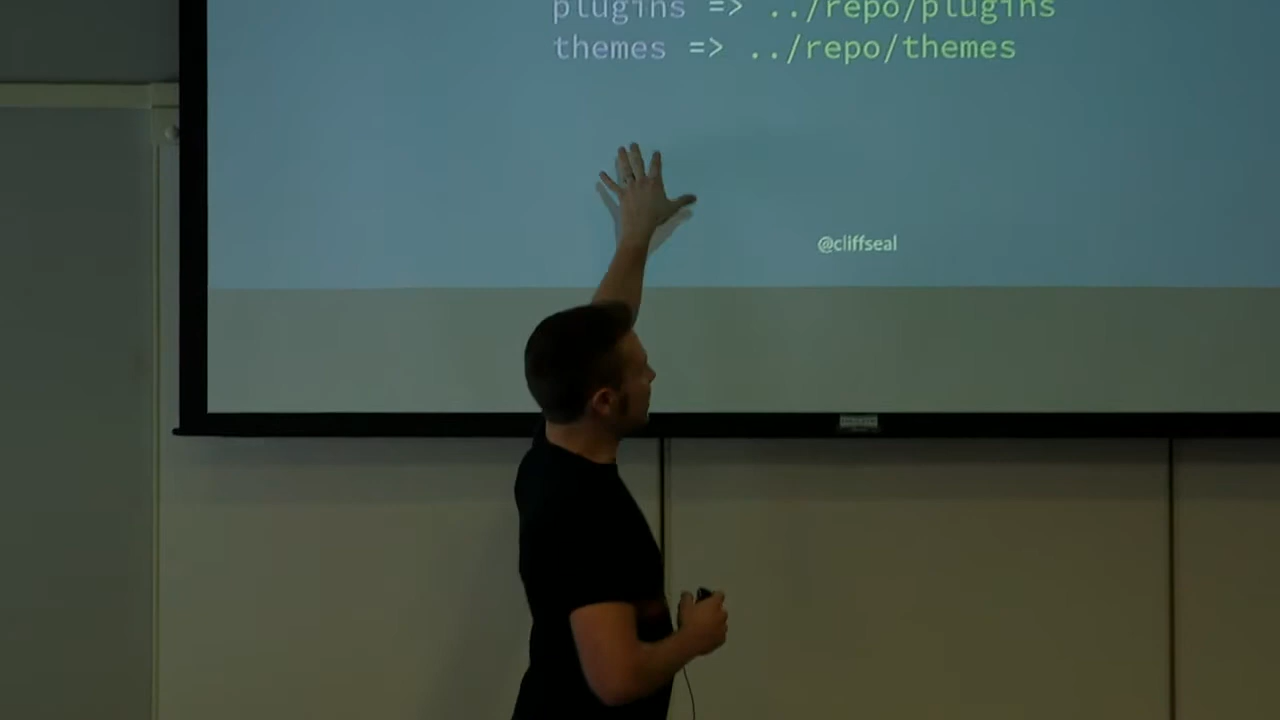 plugins => ../repo/plugins
themes => ../repo/themes
@cliffseal